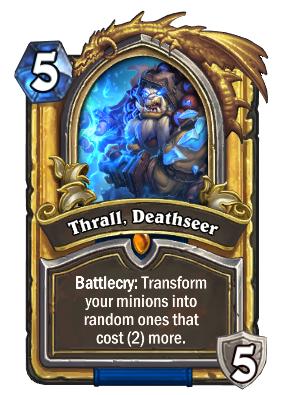 5
Thrall, Deathseer
Battlecry: Transform
your minions into
random ones that
cost (2) more.
5